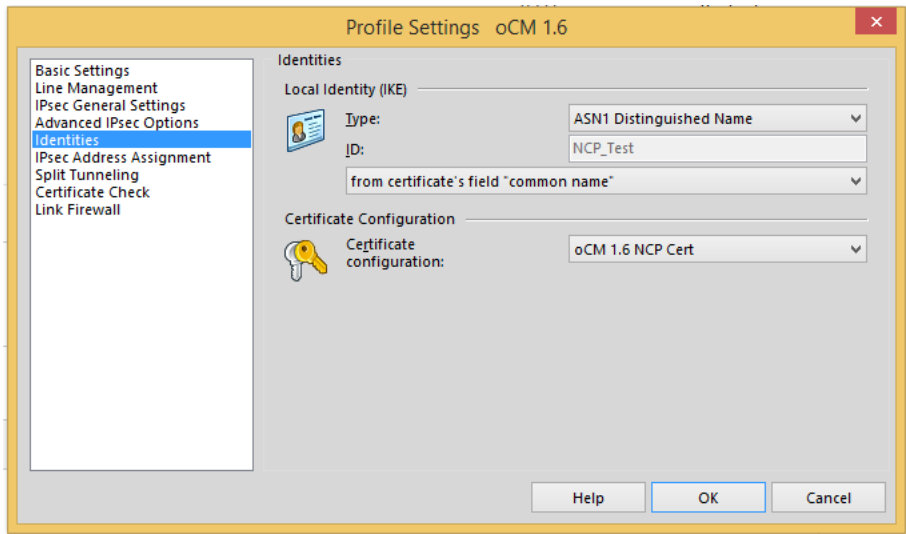 Profile Settings oCM 1.6
Basic Settings
Line Management
IPsec General Settings
Advanced IPsec Options
Identities
IPsec Address Assignment
Split Tunneling
Certificate Check
Link Firewall
Identities
Local Identity (IKE)
Type:
ASN1 Distinguished Name
ID:
NCP_Test
from certificate's field "common name"
Certificate Configuration
Certificate
configuration:
oCM 1.6 NCP Cert
Help
OK
Cancel